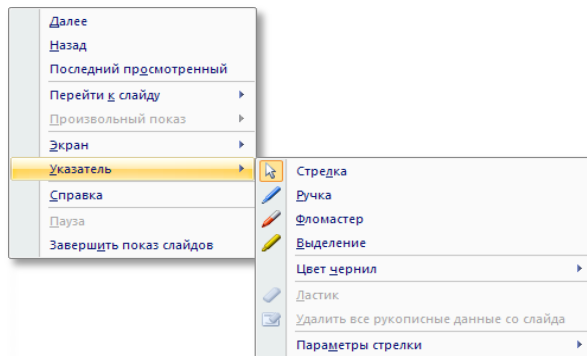 Далее
Назад
Последний просмотренный
Перейти к слайду
Произвольный показ
Экран
Указатель
Справка
Пауза
Завершить показ слайдов
Стрелка
Ручка
Фломастер
Выделение
Цвет чернил
Ластик
Удалить все рукописные данные со слайда
Параметры стрелки